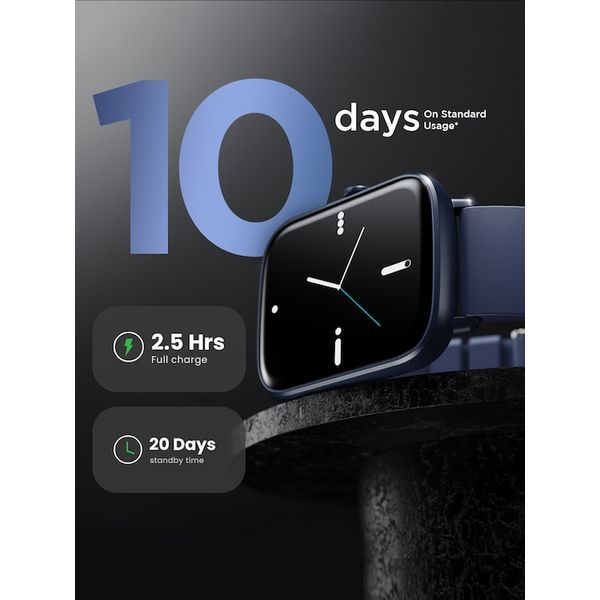 10
days
On Standard
Usage*
2.5 Hrs
Full charge
20 Days
standby time